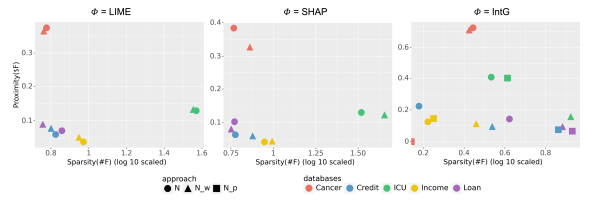 Φ = LIME
Φ = SHAP
Φ = IntG
Proximity($F)
0.3
0.2
0.1
0.8
1
1.2
1.4
1.6
Sparsity(#F) (log 10 scaled)
0.4
0.3
0.2
0.1
0.75
1
1.25
1.50
Sparsity(#F) (log 10 scaled)
0.6
0.4
0.2
0
0.2
0.4
0.6
0.8
Sparsity(#F) (log 10 scaled)
approach
N N_w N_p
databases
Cancer Credit ICU Income Loan